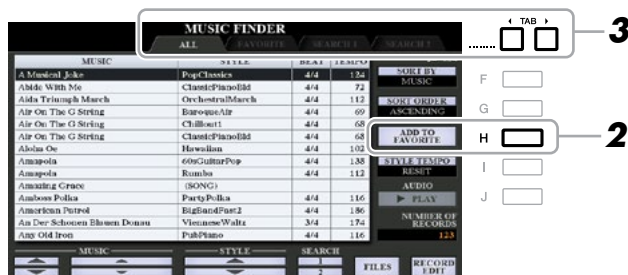 MUSIC FINDER
TAB
3
ALL FAVORITE SEARCH 1 SEARCH 2
MUSIC STYLE BEAT TEMPO
A Musical Joke PopClassics 4/4 124
Abide With Me ClassicPianoBld 4/4 72
Aida Triumph March OrchestralMarch 4/4 112
Air On The G String BaroqueAir 4/4 69
Air On The G String Chillout1 4/4 68
Air On The G String ClassicPianoBld 4/4 68
Aloha Oe Hawaiian 4/4 102
Amapola 60sGuitarPop 4/4 138
Amapola Rumba 4/4 112
Amazing Grace (SONG)
Amboss Polka PartyPolka 4/4 116
American Patrol BigBandFast2 4/4 186
An Der Schonen Blauen Donau VienneseWaltz 3/4 174
Any Old Iron PubPiano 4/4 116
SORT BY
MUSIC
F
SORT ORDER
ASCENDING
G
ADD TO
FAVORITE
H
2
STYLE TEMPO
RESET
I
AUDIO
PLAY
J
NUMBER OF
RECORDS
123
MUSIC STYLE SEARCH
1
2
FILES
RECORD
EDIT